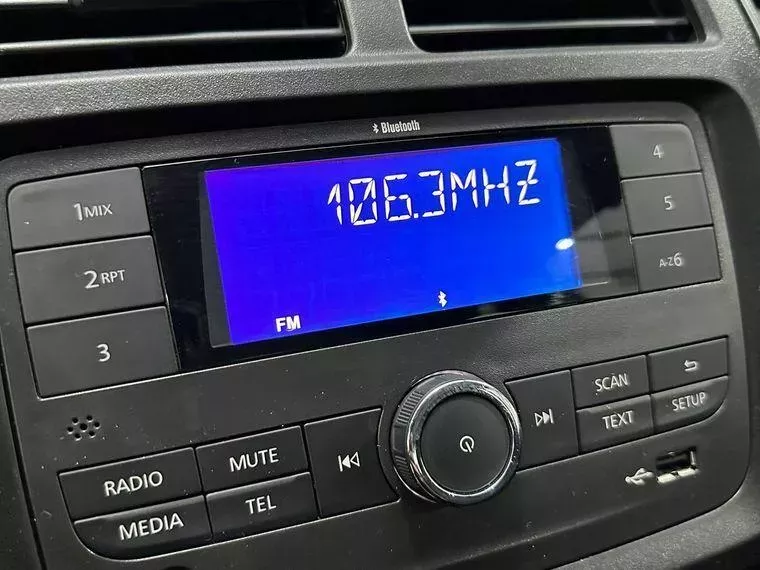 Bluetooth
106.3MHZ
FM
1MIX
2RPT
3
4
5
A-Z6
RADIO
MUTE
MEDIA
TEL
SCAN
TEXT
SETUP